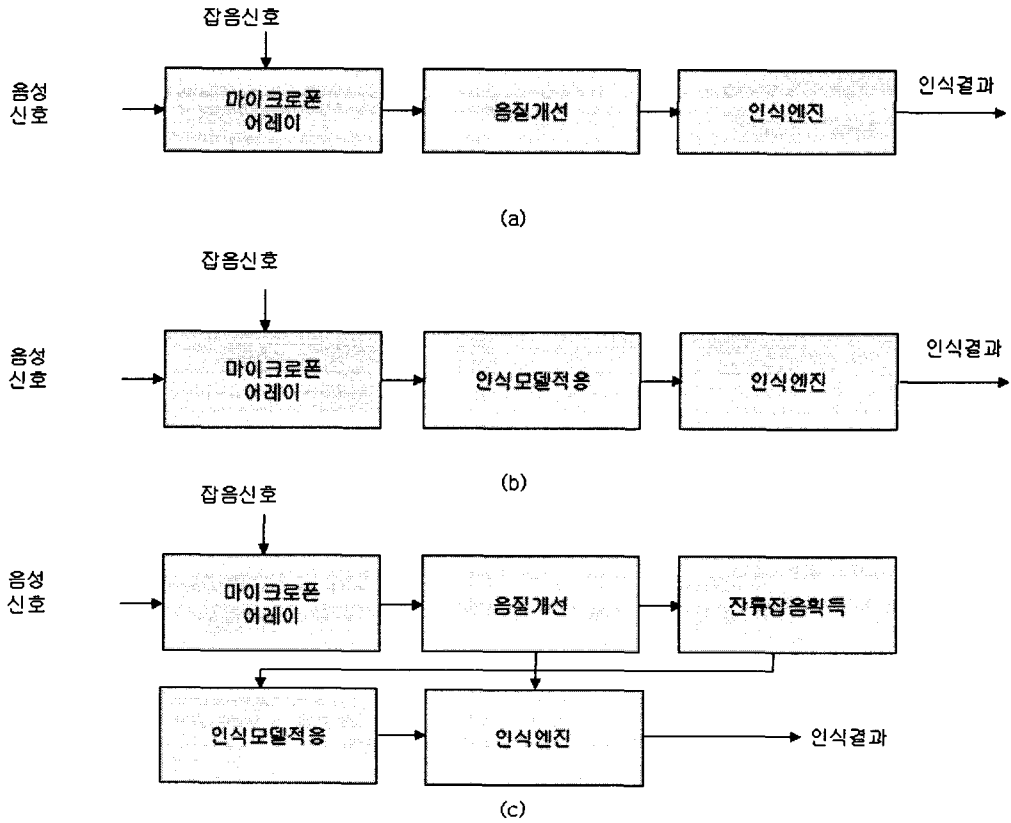 잡음신호
음성
신호
마이크로폰
어레이
음질개선
인식엔진
인식결과
(a)
잡음신호
음성
신호
마이크로폰
어레이
인식모델적응
인식엔진
인식결과
(b)
잡음신호
음성
신호
마이크로폰
어레이
음질개선
잔류잡음획득
인식모델적응
인식엔진
인식결과
(c)